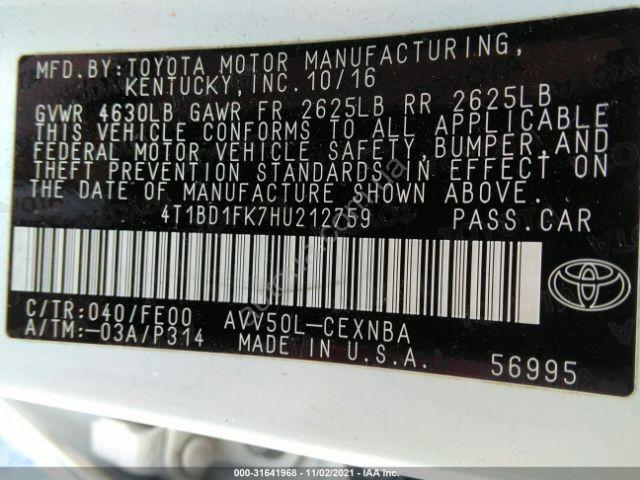 MFD.BY:TOYOTA MOTOR MANUFACTURING,
KENTUCKY,INC. 10/16
GVWR 4630LB GAWR FR 2625LB RR 2625LB
THIS VEHICLE CONFORMS TO ALL APPLICABLE
FEDERAL MOTOR VEHICLE SAFETY,BUMPER,AND
THEFT PREVENTION STANDARDS IN EFFECT ON
THE DATE OF MANUFACTURE SHOWN ABOVE.
4T1BD1FK7HU212759 PASS.CAR
C/TR:040/FE00 AVV50L-CEXNBA
A/TM:-03A/P314 MADE IN U.S.A.
56995
000-31641968 - 11/02/2021 - IAA Inc.